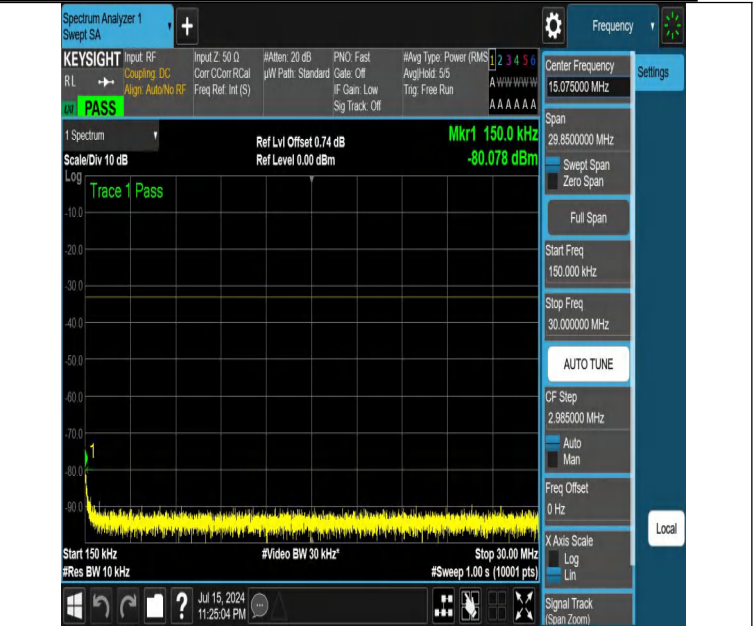 Spectrum Analyzer 1
Swept SA
+
Frequency
KEYSIGHT
RL
PASS
Input: RF
Coupling: DC
Align: Auto/No RF
Input Z: 50 Ω
Corr CCorr RCal
Freq Ref: Int (S)
#Atten: 20 dB
µW Path: Standard
PNO: Fast
Gate: Off
IF Gain: Low
Sig Track: Off
#Avg Type: Power (RMS
Avg|Hold: 5/5
Trig: Free Run
1 2 3 4 5 6
A W W W W W
A A A A A A
1 Spectrum
Scale/Div 10 dB
Ref Lvl Offset 0.74 dB
Ref Level 0.00 dBm
Mkr1 150.0 kHz
-80.078 dBm
Log
Trace 1 Pass
-10.0
-20.0
-30.0
-40.0
-50.0
-60.0
-70.0
1
-80.0
-90.0
Start 150 kHz
#Video BW 30 kHz*
Stop 30.00 MHz
#Res BW 10 kHz
#Sweep 1.00 s (10001 pts)
?
Jul 15, 2024
11:25:04 PM
Center Frequency
15.075000 MHz
Settings
Span
29.8500000 MHz
Swept Span
Zero Span
Full Span
Start Freq
150.000 kHz
Stop Freq
30.000000 MHz
AUTO TUNE
CF Step
2.985000 MHz
Auto
Man
Freq Offset
0 Hz
Local
X Axis Scale
Log
Lin
Signal Track
(Span Zoom)